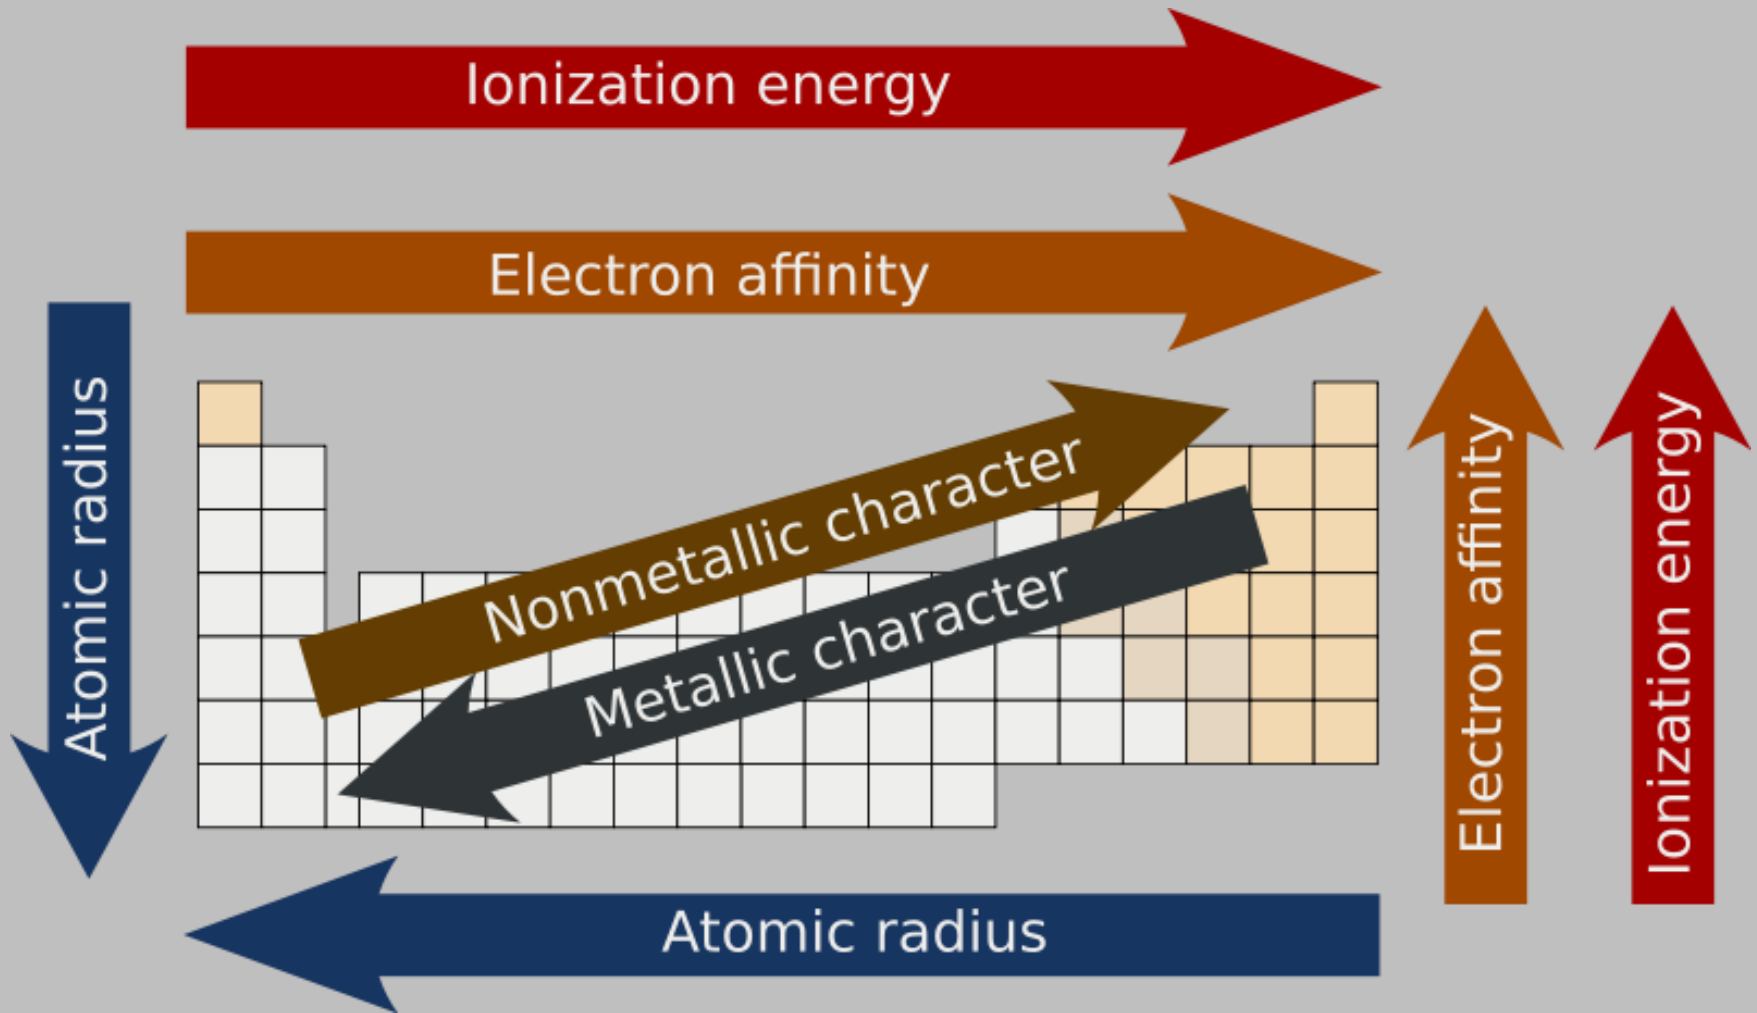 Ionization energy
Electron affinity
Atomic radius
Nonmetallic character
Metallic character
Electron affinity
Ionization energy
Atomic radius